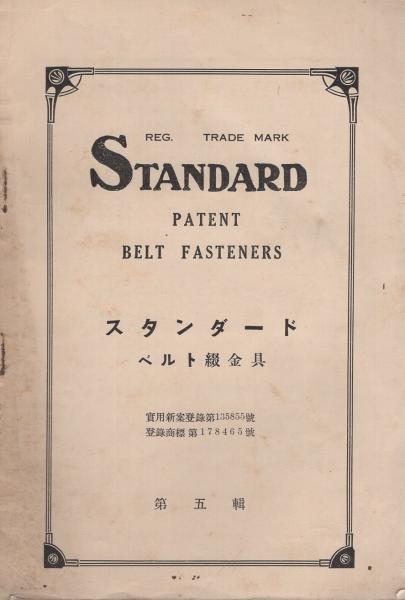 REG. TRADE MARK
STANDARD
PATENT
BELT FASTENERS
スタンダード
ベルト綴金具
實用新案登錄第135855號
登錄商標第178465號
第五輯